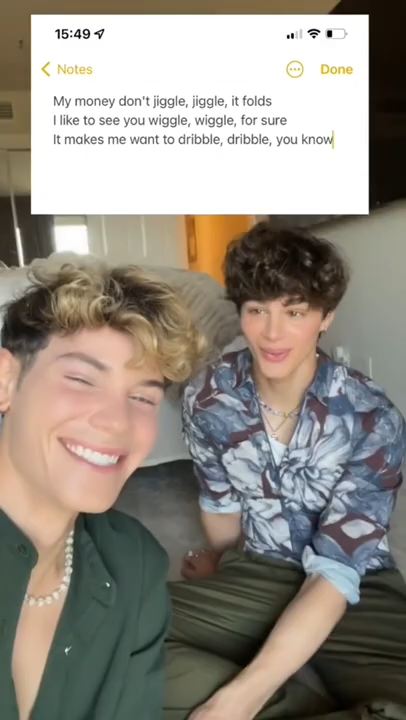 15:49
Notes
Done
My money don't jiggle, jiggle, it folds
I like to see you wiggle, wiggle, for sure
It makes me want to dribble, dribble, you know